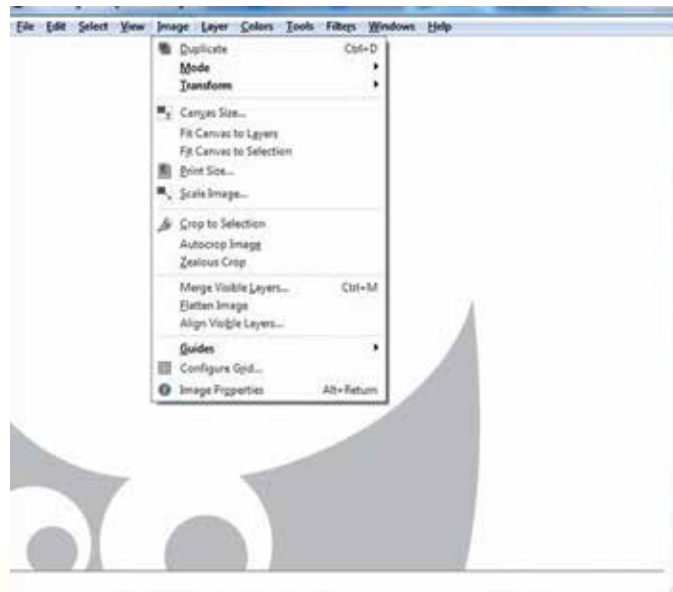 File Edit Select View Image Layer Colors Tools Filters Windows Help
Duplicate Ctrl+D
Mode
Transform
Canvas Size...
Fit Canvas to Layers
Fit Canvas to Selection
Print Size...
Scale Image...
Crop to Selection
Autocrop Image
Zealous Crop
Merge Visible Layers... Ctrl+M
Flatten Image
Align Visible Layers...
Guides
Configure Grid...
Image Properties Alt+Return